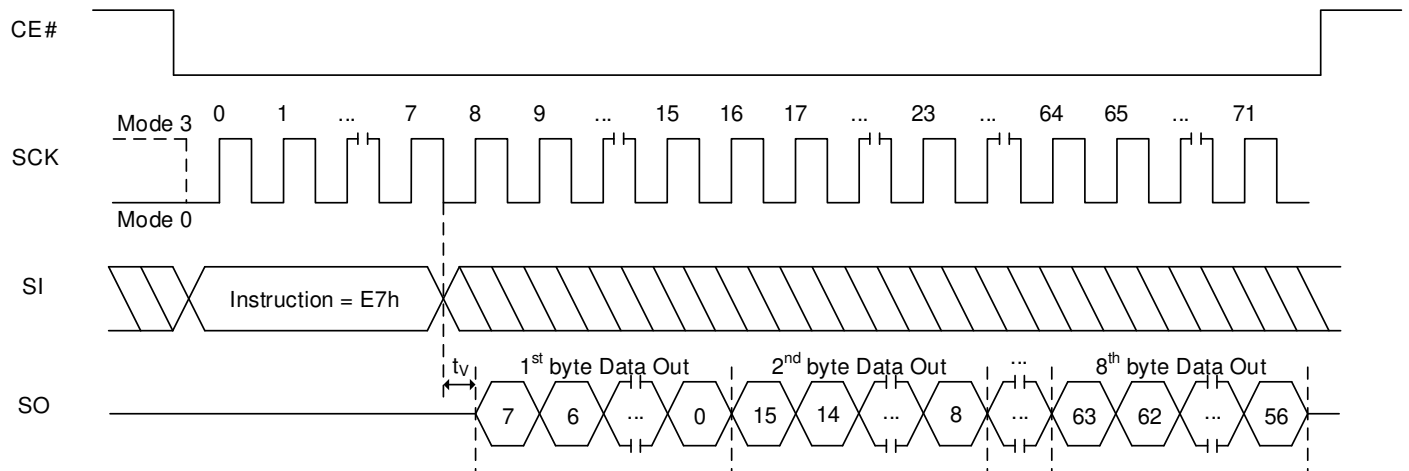 CE#
0 1 ... 7 8 9 ... 15 16 17 ... 23 ... 64 65 ... 71
Mode 3
SCK
Mode 0
SI
Instruction = E7h
tV 1st byte Data Out 2nd byte Data Out ... 8th byte Data Out
SO
7 6 ... 0 15 14 ... 8 ... 63 62 ... 56